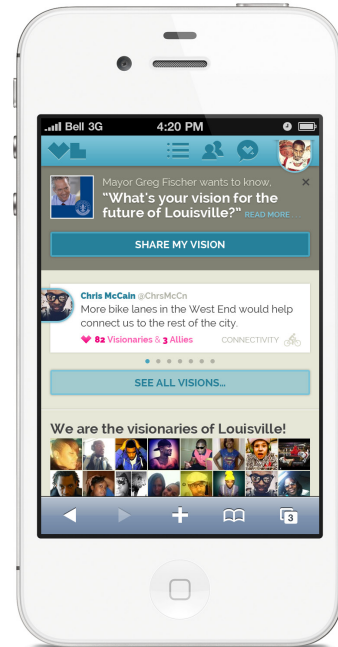 Bell 3G
4:20 PM
Mayor Greg Fischer wants to know,
"What's your vision for the
future of Louisville?" READ MORE ...
SHARE MY VISION
Chris McCain @ChrsMcCn
More bike lanes in the West End would help
connect us to the rest of the city.
82 Visionaries & 3 Allies
CONNECTIVITY
SEE ALL VISIONS...
We are the visionaries of Louisville!
3